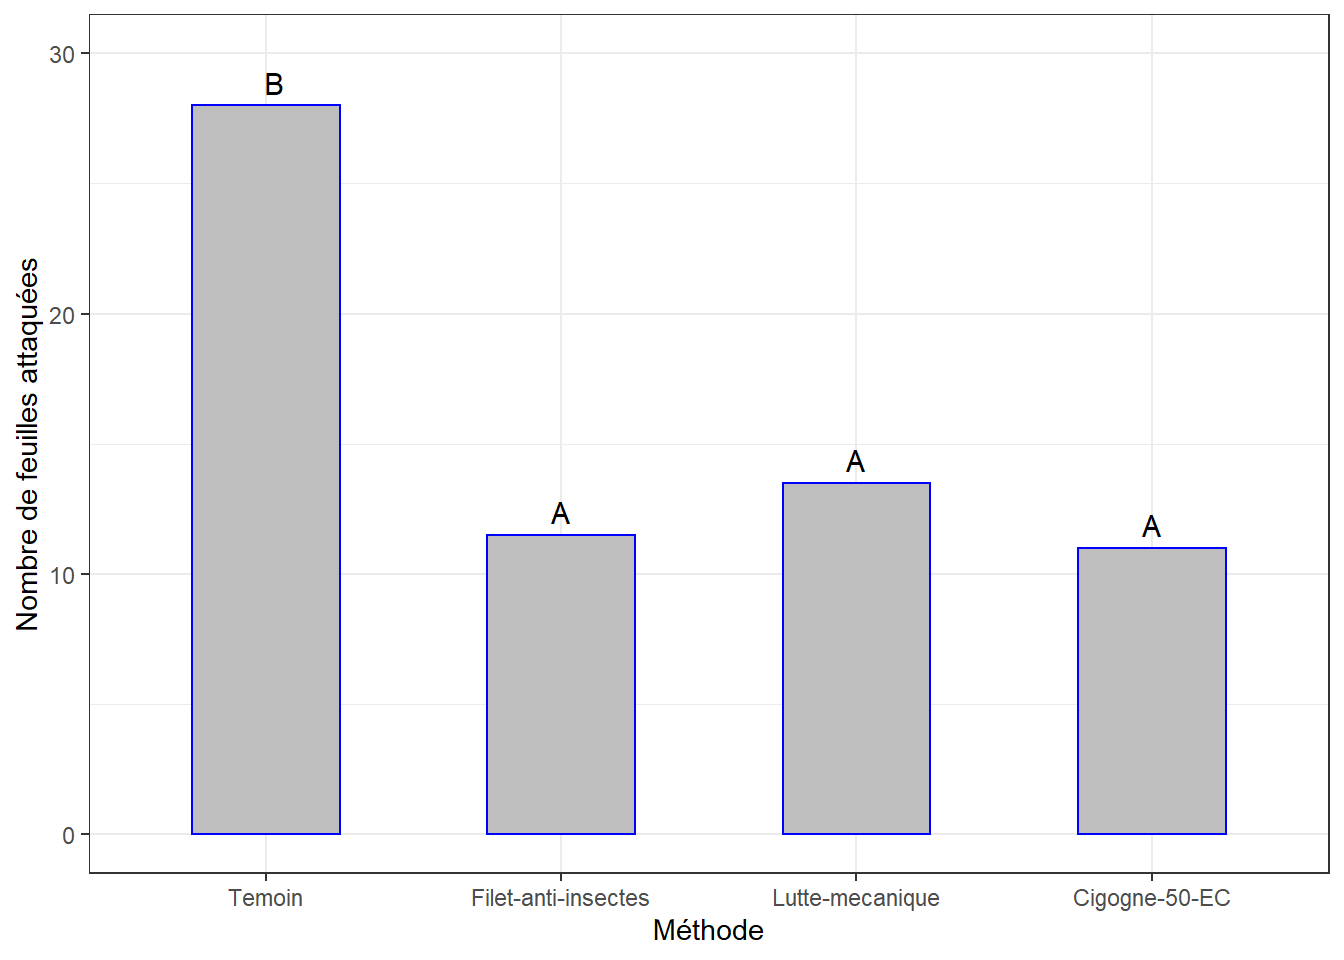 Nombre de feuilles attaquées
30
20
10
0
B
A
A
A
Temoin
Filet-anti-insectes
Lutte-mecanique
Cigogne-50-EC
Méthode